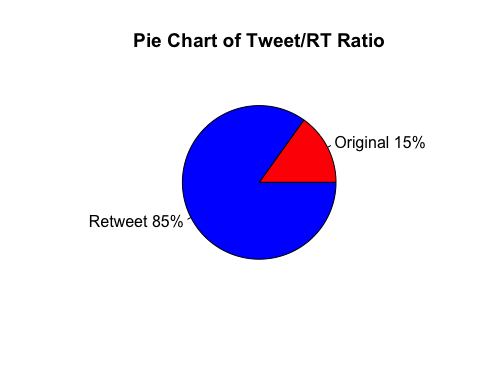 Pie Chart of Tweet/RT Ratio
Original 15%
Retweet 85%